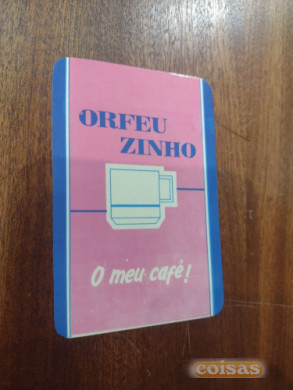 ORFEU
ZINHO
O meu café!
coisas